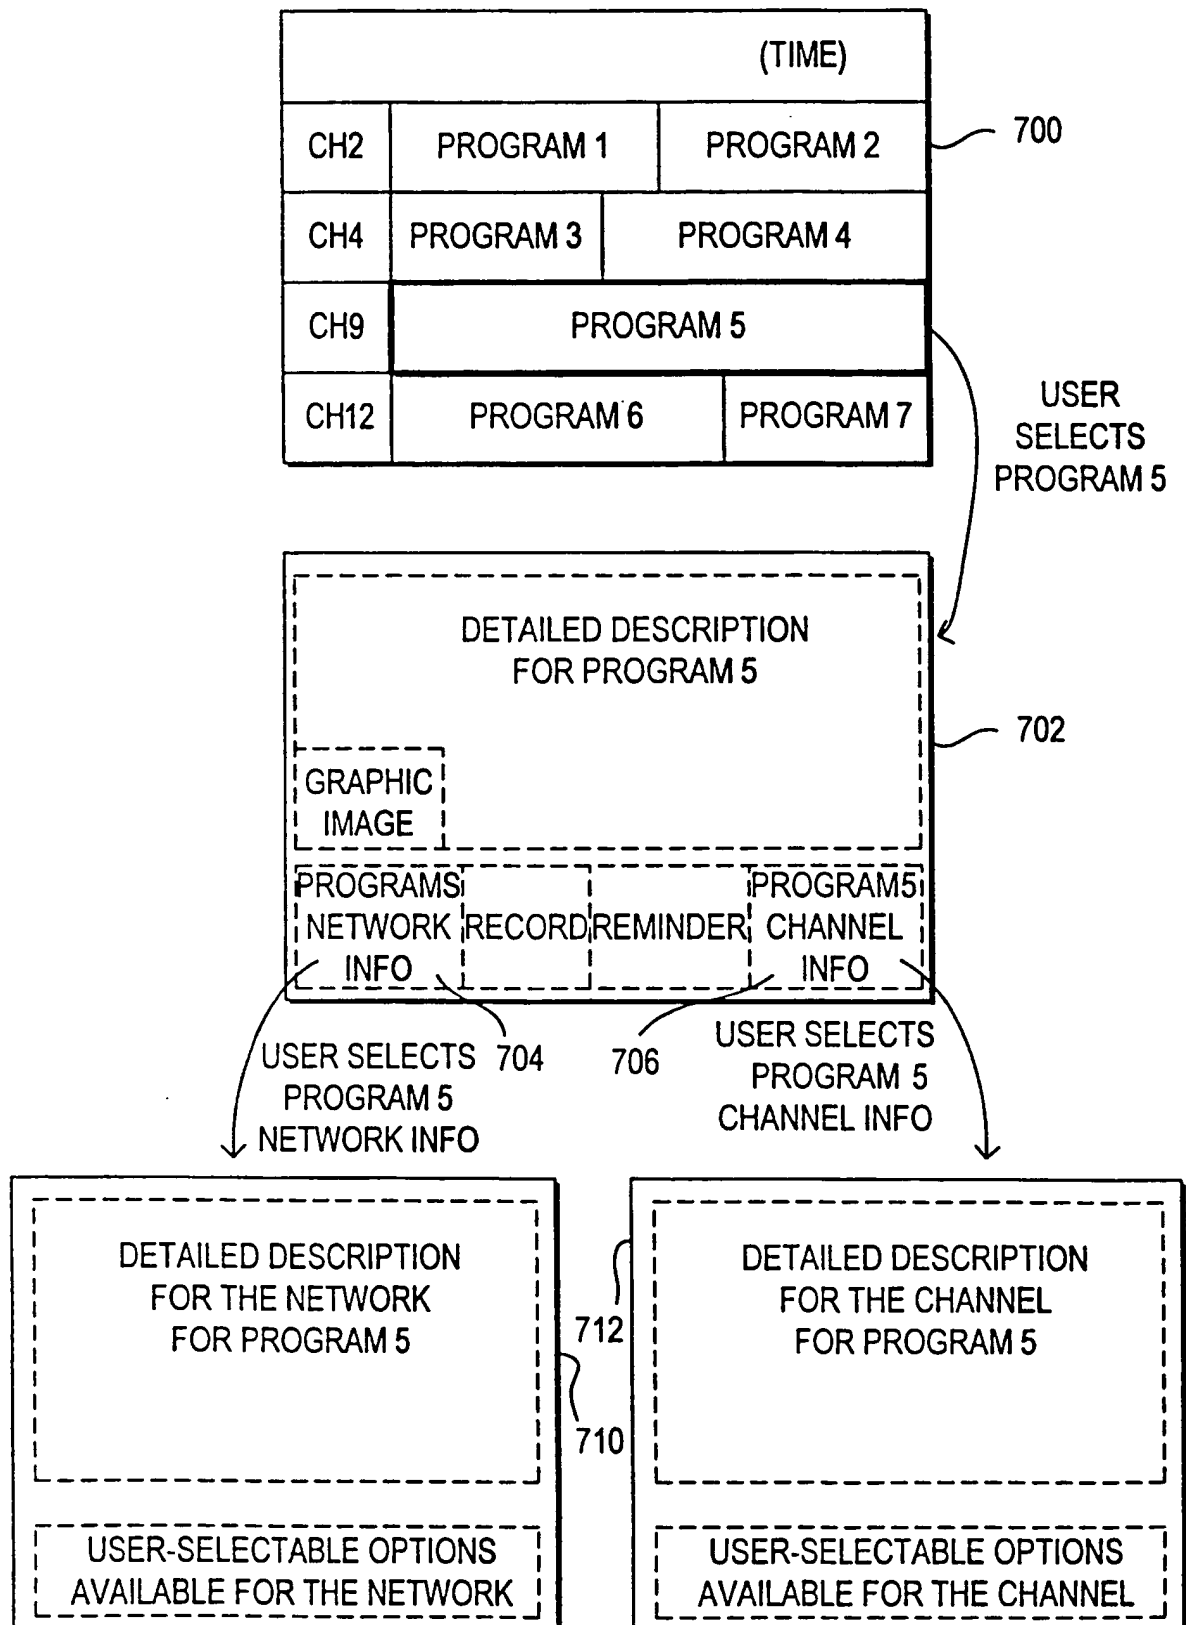 (TIME)
CH2 PROGRAM 1 PROGRAM 2
700
CH4 PROGRAM 3 PROGRAM 4
CH9 PROGRAM 5
CH12 PROGRAM 6 PROGRAM 7
USER
SELECTS
PROGRAM 5
DETAILED DESCRIPTION
FOR PROGRAM 5
702
GRAPHIC
IMAGE
PROGRAMS
NETWORK
INFO
RECORD
REMINDER
PROGRAM5
CHANNEL
INFO
704
706
USER SELECTS
PROGRAM 5
NETWORK INFO
USER SELECTS
PROGRAM 5
CHANNEL INFO
DETAILED DESCRIPTION
FOR THE NETWORK
FOR PROGRAM 5
710
USER-SELECTABLE OPTIONS
AVAILABLE FOR THE NETWORK
712
DETAILED DESCRIPTION
FOR THE CHANNEL
FOR PROGRAM 5
USER-SELECTABLE OPTIONS
AVAILABLE FOR THE CHANNEL